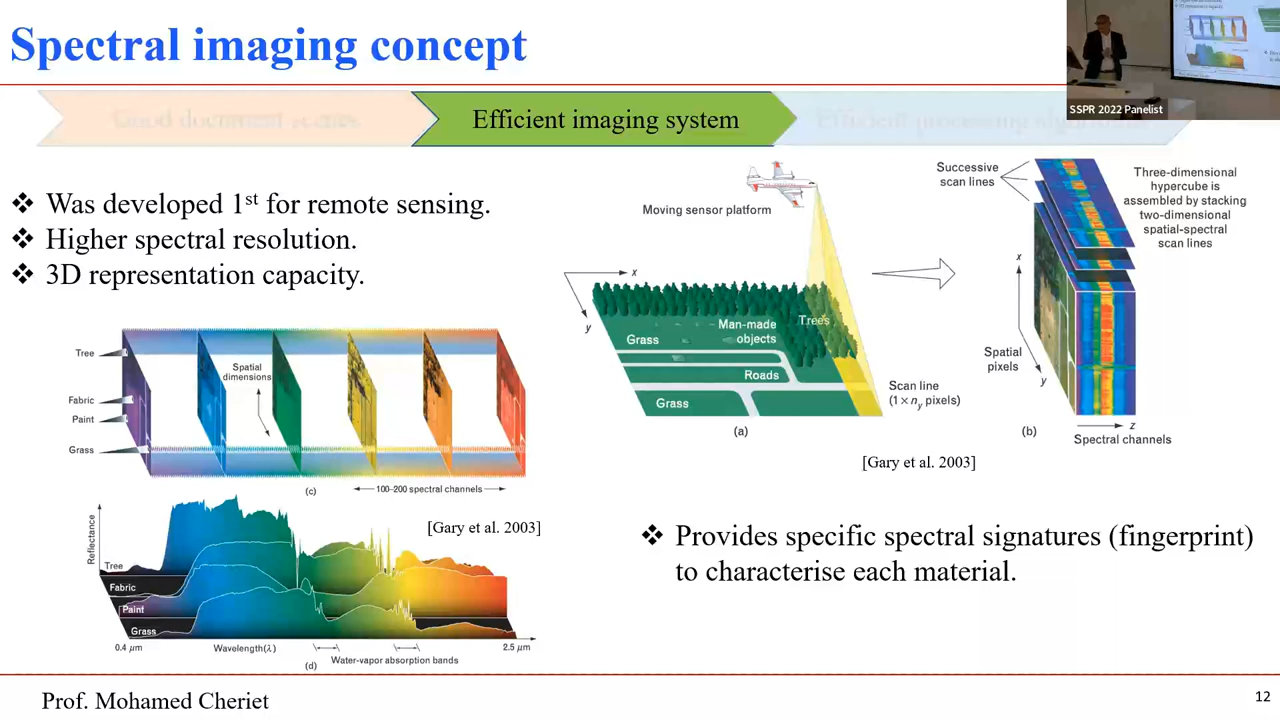 Spectral imaging concept
SSPR 2022 Panelist
Good document
Efficient imaging system
Efficient processing
❖ Was developed 1st for remote sensing.
❖ Higher spectral resolution.
❖ 3D representation capacity.
Moving sensor platform
x
y
Grass
Man-made
objects
Trees
Roads
Grass
Scan line
(1 × ny pixels)
(a)
Successive
scan lines
Three-dimensional
hypercube is
assembled by stacking
two-dimensional
spatial-spectral
scan lines
x
Spatial
pixels
y
z
(b)
Spectral channels
[Gary et al. 2003]
Tree
Fabric
Paint
Grass
Spatial
dimensions
(c)
100–200 spectral channels
[Gary et al. 2003]
Reflectance
Tree
Fabric
Paint
Grass
0.4 μm
Wavelength(λ)
2.5 μm
Water-vapor absorption bands
(d)
❖ Provides specific spectral signatures (fingerprint)
to characterise each material.
Prof. Mohamed Cheriet
12